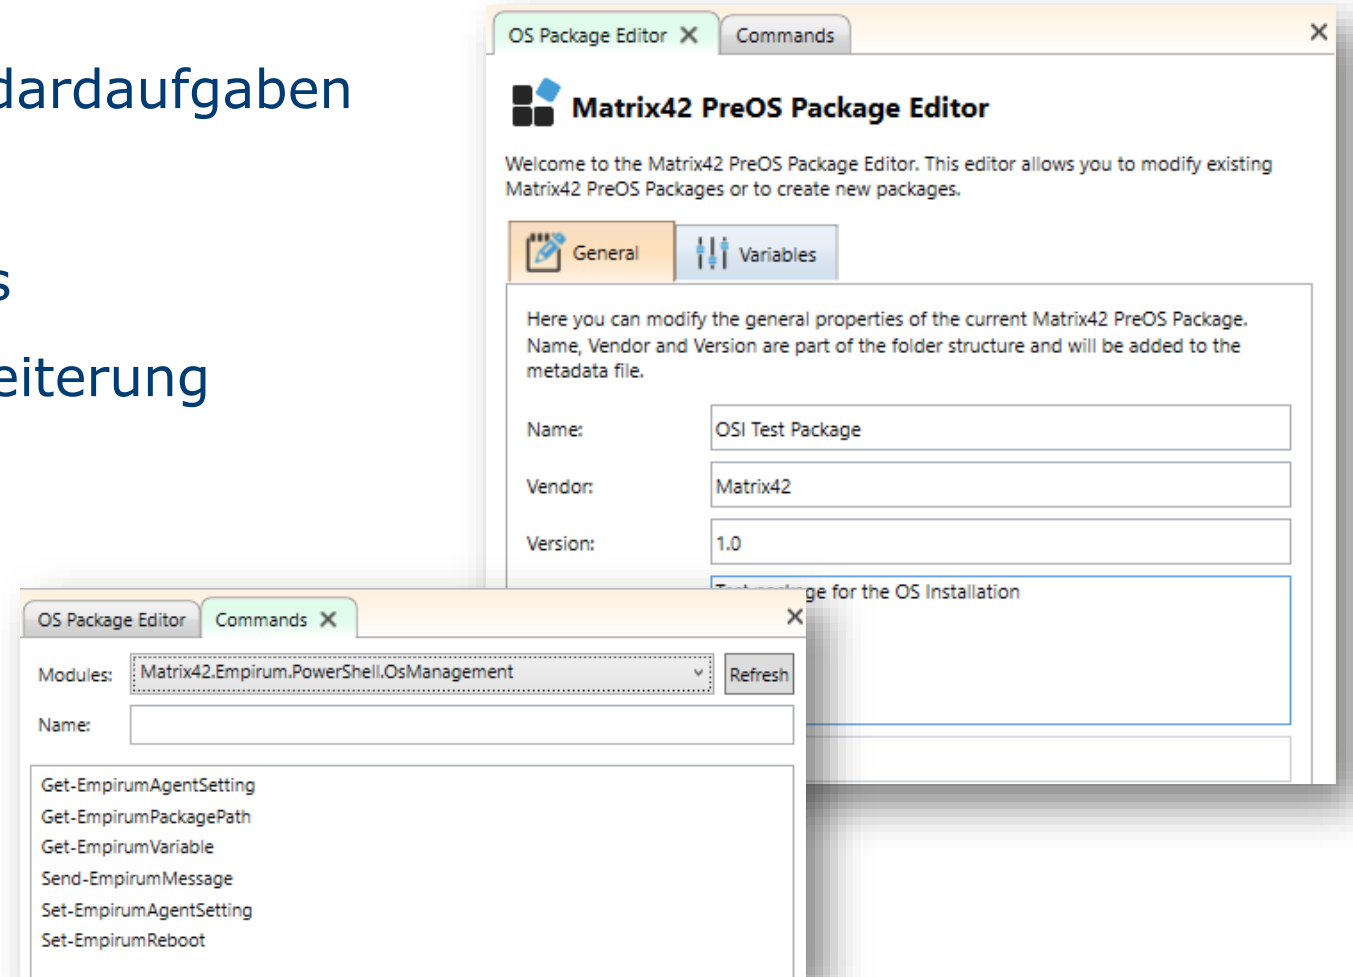 dardaufgaben
s
eiterung
OS Package Editor
Commands
Matrix42 PreOS Package Editor
Welcome to the Matrix42 PreOS Package Editor. This editor allows you to modify existing
Matrix42 PreOS Packages or to create new packages.
General
Variables
Here you can modify the general properties of the current Matrix42 PreOS Package.
Name, Vendor and Version are part of the folder structure and will be added to the
metadata file.
Name: OSI Test Package
Vendor: Matrix42
Version: 1.0
Test package for the OS Installation
OS Package Editor
Commands
Modules: Matrix42.Empirum.PowerShell.OsManagement Refresh
Name:
Get-EmpirumAgentSetting
Get-EmpirumPackagePath
Get-EmpirumVariable
Send-EmpirumMessage
Set-EmpirumAgentSetting
Set-EmpirumReboot